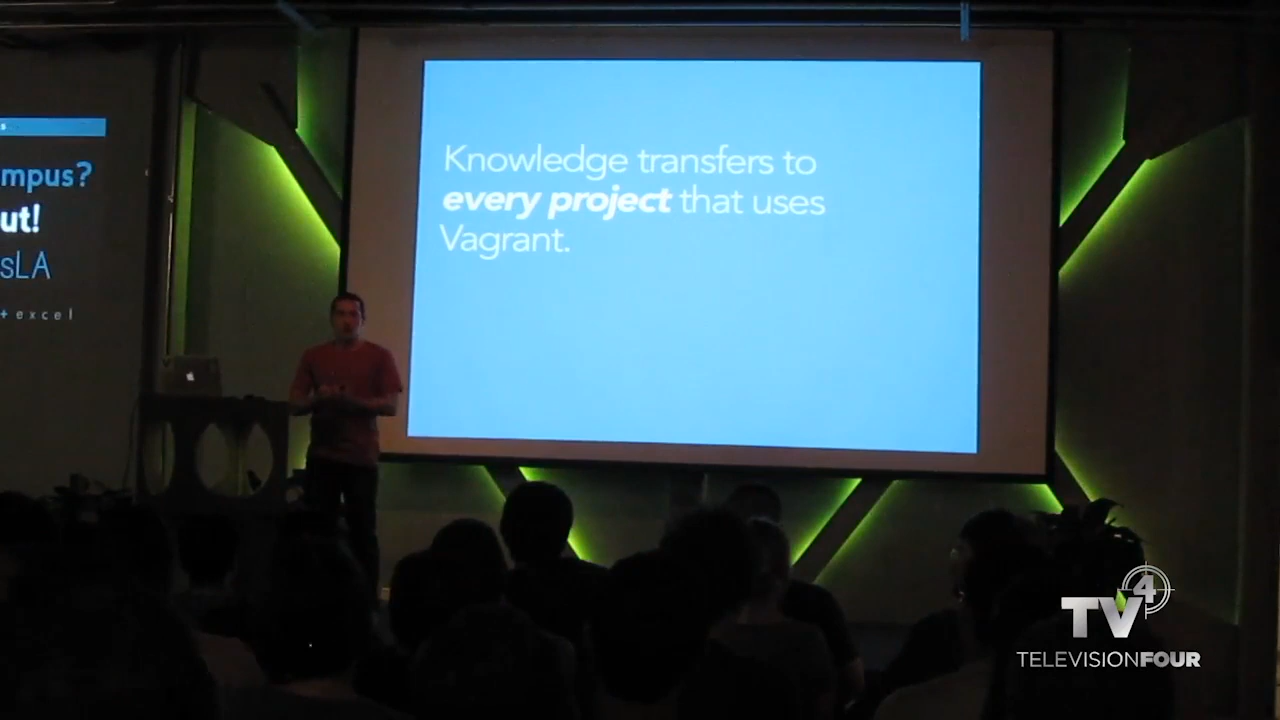 s
mpus?
ut!
sLA
+ excel
Knowledge transfers to
every project that uses
Vagrant.
TV4
TELEVISIONFOUR